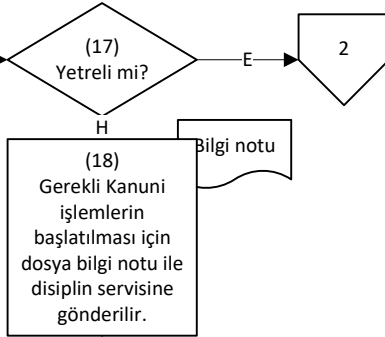 (17)
Yetreli mi?
E
2
H
Bilgi notu
(18)
Gerekli Kanuni
işlemlerin
başlatılması için
dosya bilgi notu ile
disiplin servisine
gönderilir.